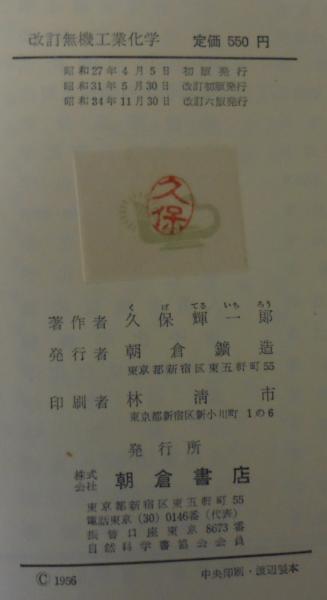 改訂無機工業化学 定価 550 円
昭和27年 4 月 5 日 初版発行
昭和31年 5 月30日 改訂初版発行
昭和34年11月30日 改訂六版発行
久保
くぼてるいちろう
著作者 久保輝一郎
発行者 朝倉鑛造
東京都新宿区東五軒町55
印刷者 林清市
東京都新宿区新小川町 1の6
発行所
株式会社 朝倉書店
東京都新宿区東五軒町 55
電話東京 (30) 0146番 (代表)
振替口座東京 8673番
自然科学書協会会員
Ⓒ 1956 中央印刷・渡辺製本